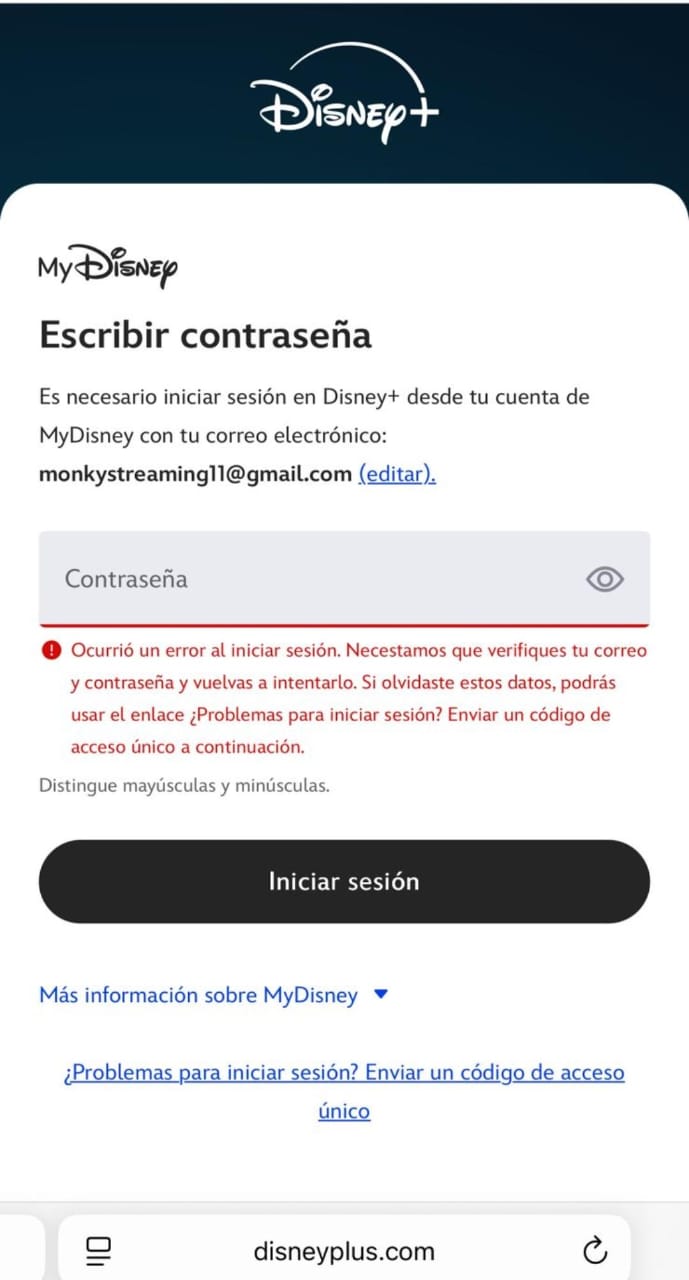 Disney+
MyDisney
Escribir contraseña
Es necesario iniciar sesión en Disney+ desde tu cuenta de
MyDisney con tu correo electrónico:
monkystreaming11@gmail.com (editar).
Contraseña
Ocurrió un error al iniciar sesión. Necestamos que verifiques tu correo
y contraseña y vuelvas a intentarlo. Si olvidaste estos datos, podrás
usar el enlace ¿Problemas para iniciar sesión? Enviar un código de
acceso único a continuación.
Distingue mayúsculas y minúsculas.
Iniciar sesión
Más información sobre MyDisney
¿Problemas para iniciar sesión? Enviar un código de acceso
único
disneyplus.com